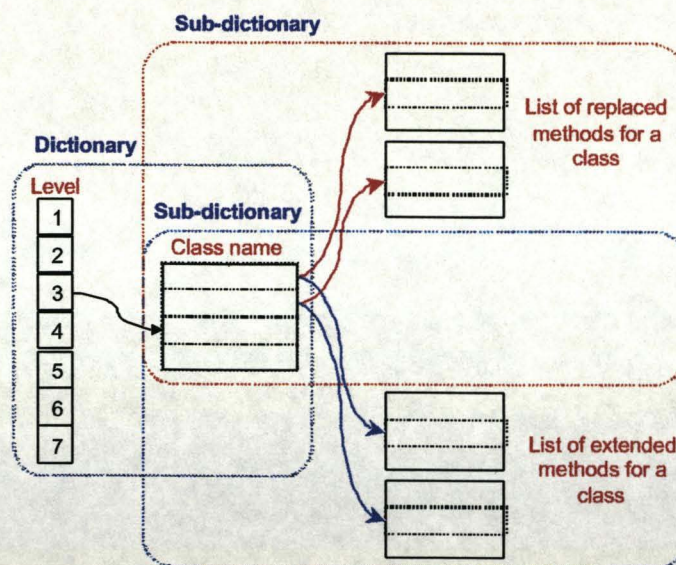 Sub-dictionary
List of replaced
methods for a
class
Dictionary
Level
Sub-dictionary
Class name
1
2
3
4
5
6
7
List of extended
methods for a
class